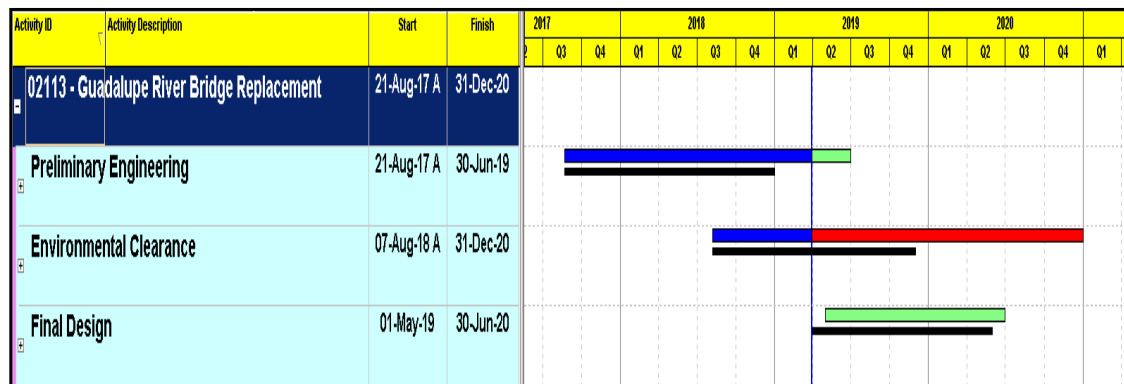 Activity ID Activity Description Start Finish 2017 2018 2019 2020
Q3 Q4 Q1 Q2 Q3 Q4 Q1 Q2 Q3 Q4 Q1 Q2 Q3 Q4 Q1
02113 - Guadalupe River Bridge Replacement 21-Aug-17 A 31-Dec-20
Preliminary Engineering 21-Aug-17 A 30-Jun-19
Environmental Clearance 07-Aug-18 A 31-Dec-20
Final Design 01-May-19 30-Jun-20